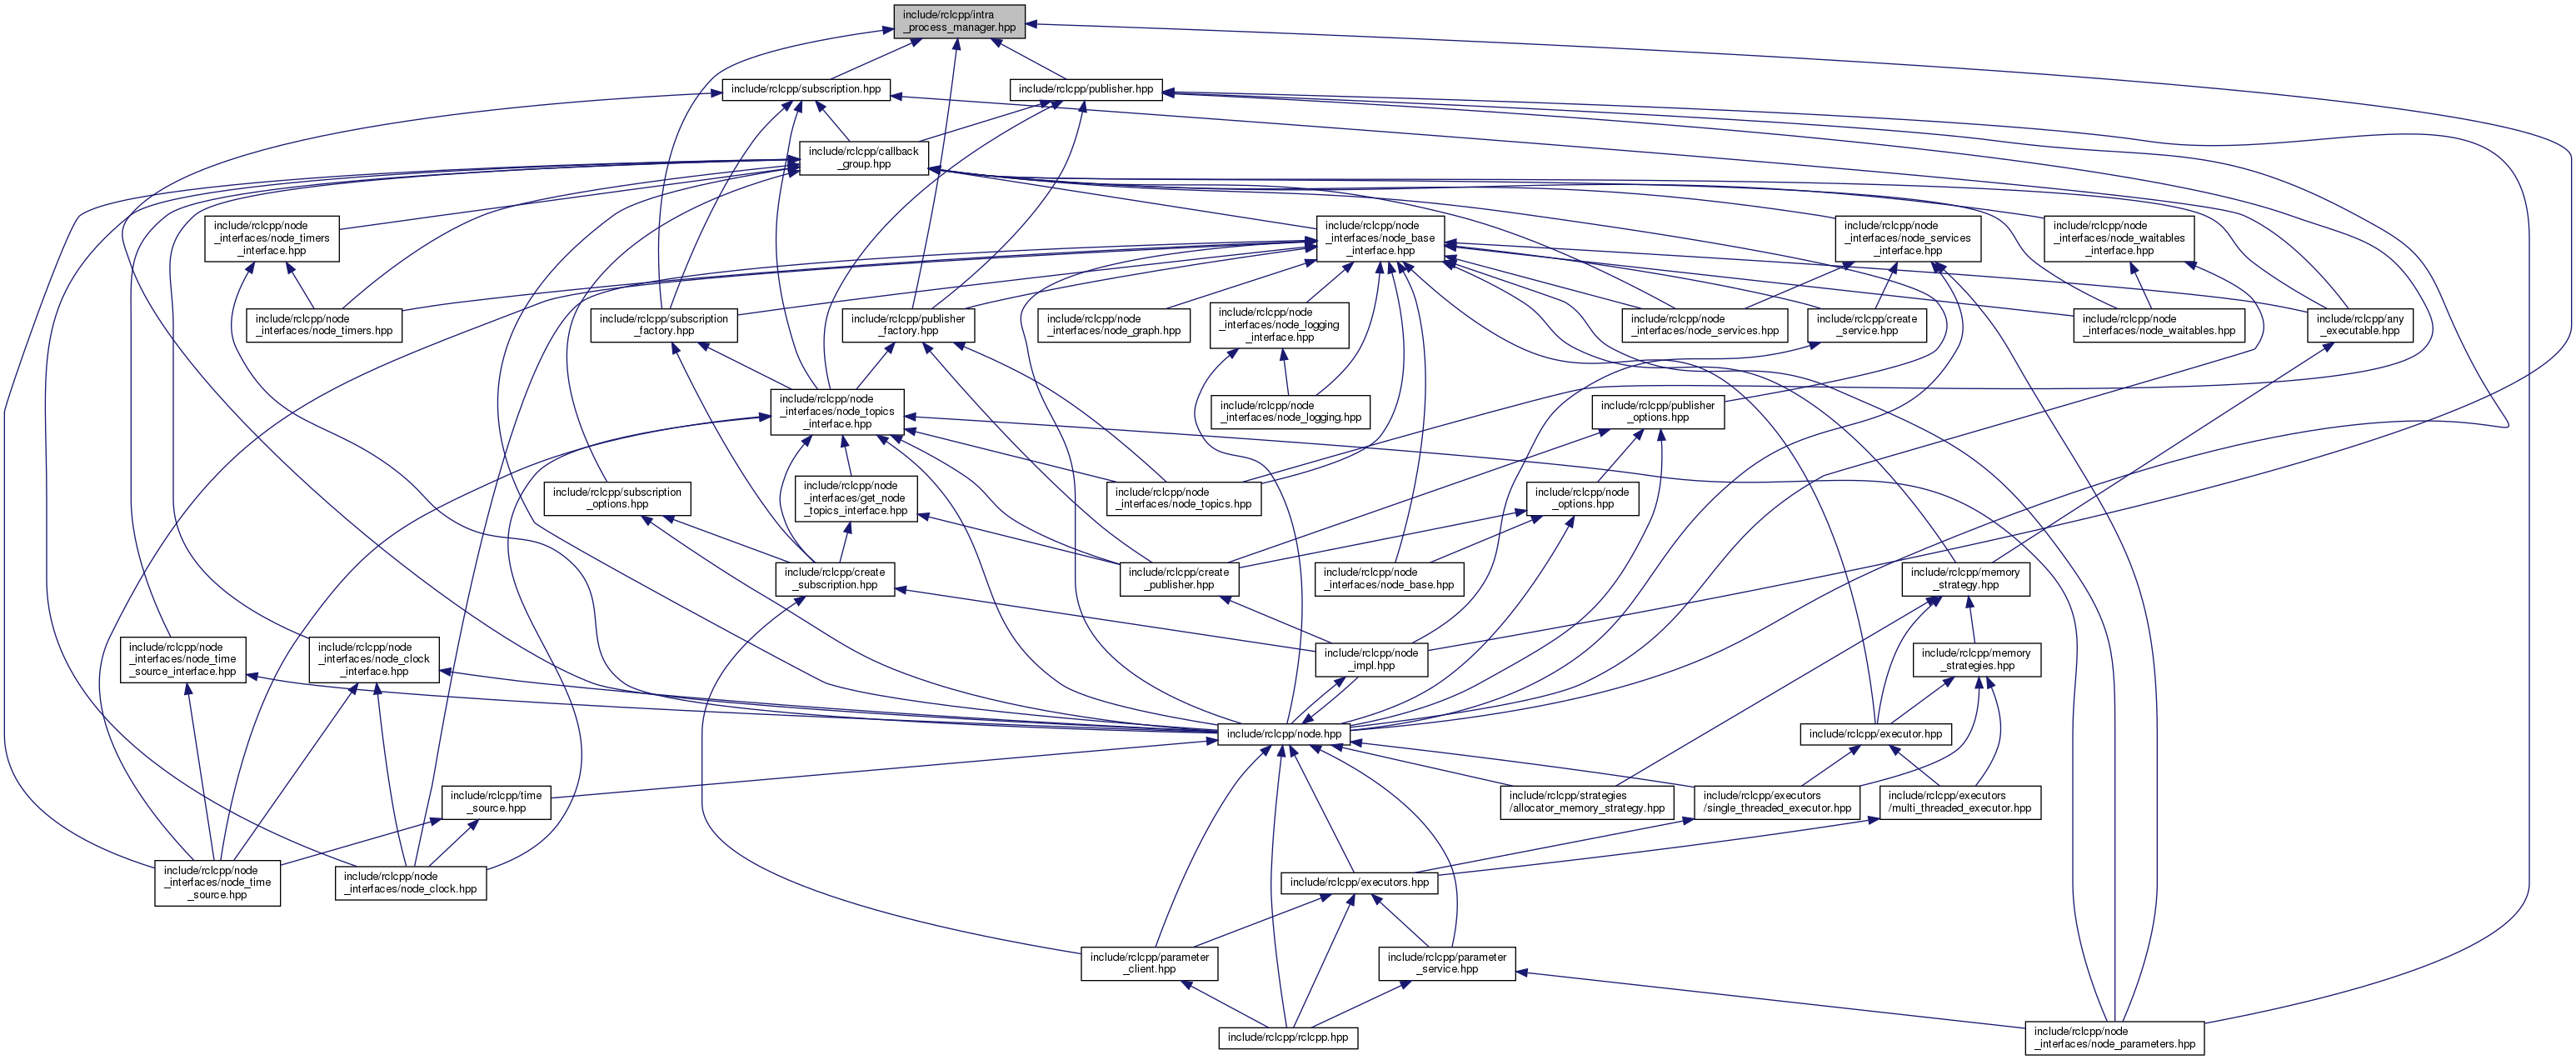 include/rclcpp/intra
_process_manager.hpp
include/rclcpp/subscription.hpp
include/rclcpp/publisher.hpp
include/rclcpp/callback
_group.hpp
include/rclcpp/node
_interfaces/node_timers
_interface.hpp
include/rclcpp/node
_interfaces/node_base
_interface.hpp
include/rclcpp/node
_interfaces/node_services
_interface.hpp
include/rclcpp/node
_interfaces/node_waitables
_interface.hpp
include/rclcpp/node
_interfaces/node_timers.hpp
include/rclcpp/subscription
_factory.hpp
include/rclcpp/publisher
_factory.hpp
include/rclcpp/node
_interfaces/node_graph.hpp
include/rclcpp/node
_interfaces/node_logging
_interface.hpp
include/rclcpp/node
_interfaces/node_services.hpp
include/rclcpp/create
_service.hpp
include/rclcpp/node
_interfaces/node_waitables.hpp
include/rclcpp/any
_executable.hpp
include/rclcpp/node
_interfaces/node_topics
_interface.hpp
include/rclcpp/node
_interfaces/node_logging.hpp
include/rclcpp/publisher
_options.hpp
include/rclcpp/subscription
_options.hpp
include/rclcpp/node
_interfaces/get_node
_topics_interface.hpp
include/rclcpp/node
_interfaces/node_topics.hpp
include/rclcpp/node
_options.hpp
include/rclcpp/create
_subscription.hpp
include/rclcpp/create
_publisher.hpp
include/rclcpp/node
_interfaces/node_base.hpp
include/rclcpp/memory
_strategy.hpp
include/rclcpp/node
_interfaces/node_time
_source_interface.hpp
include/rclcpp/node
_interfaces/node_clock
_interface.hpp
include/rclcpp/node
_impl.hpp
include/rclcpp/memory
_strategies.hpp
include/rclcpp/node.hpp
include/rclcpp/executor.hpp
include/rclcpp/time
_source.hpp
include/rclcpp/strategies
/allocator_memory_strategy.hpp
include/rclcpp/executors
/single_threaded_executor.hpp
include/rclcpp/executors
/multi_threaded_executor.hpp
include/rclcpp/node
_interfaces/node_time
_source.hpp
include/rclcpp/node
_interfaces/node_clock.hpp
include/rclcpp/executors.hpp
include/rclcpp/parameter
_client.hpp
include/rclcpp/parameter
_service.hpp
include/rclcpp/rclcpp.hpp
include/rclcpp/node
_interfaces/node_parameters.hpp